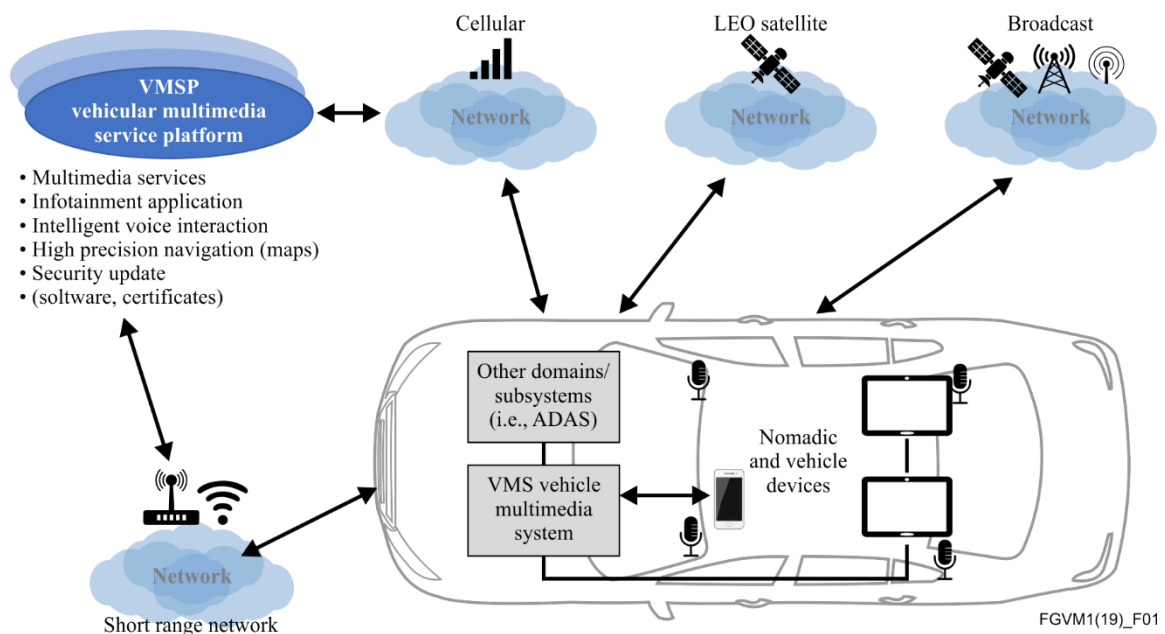 Cellular
LEO satellite
Broadcast
VMSP
vehicular multimedia
service platform
Network
Network
Network
• Multimedia services
• Infotainment application
• Intelligent voice interaction
• High precision navigation (maps)
• Security update
• (soltware, certificates)
Other domains/
subsystems
(i.e., ADAS)
Nomadic
and vehicle
devices
VMS vehicle
multimedia
system
Network
Short range network
FGVM1(19)_F01